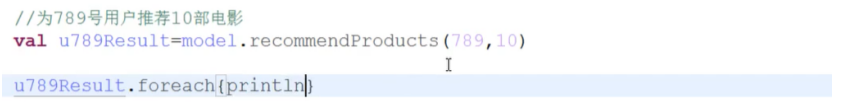 //为789号用户推荐10部电影
val u789Result=model.recommendProducts(789,10)
u789Result.foreach{println}